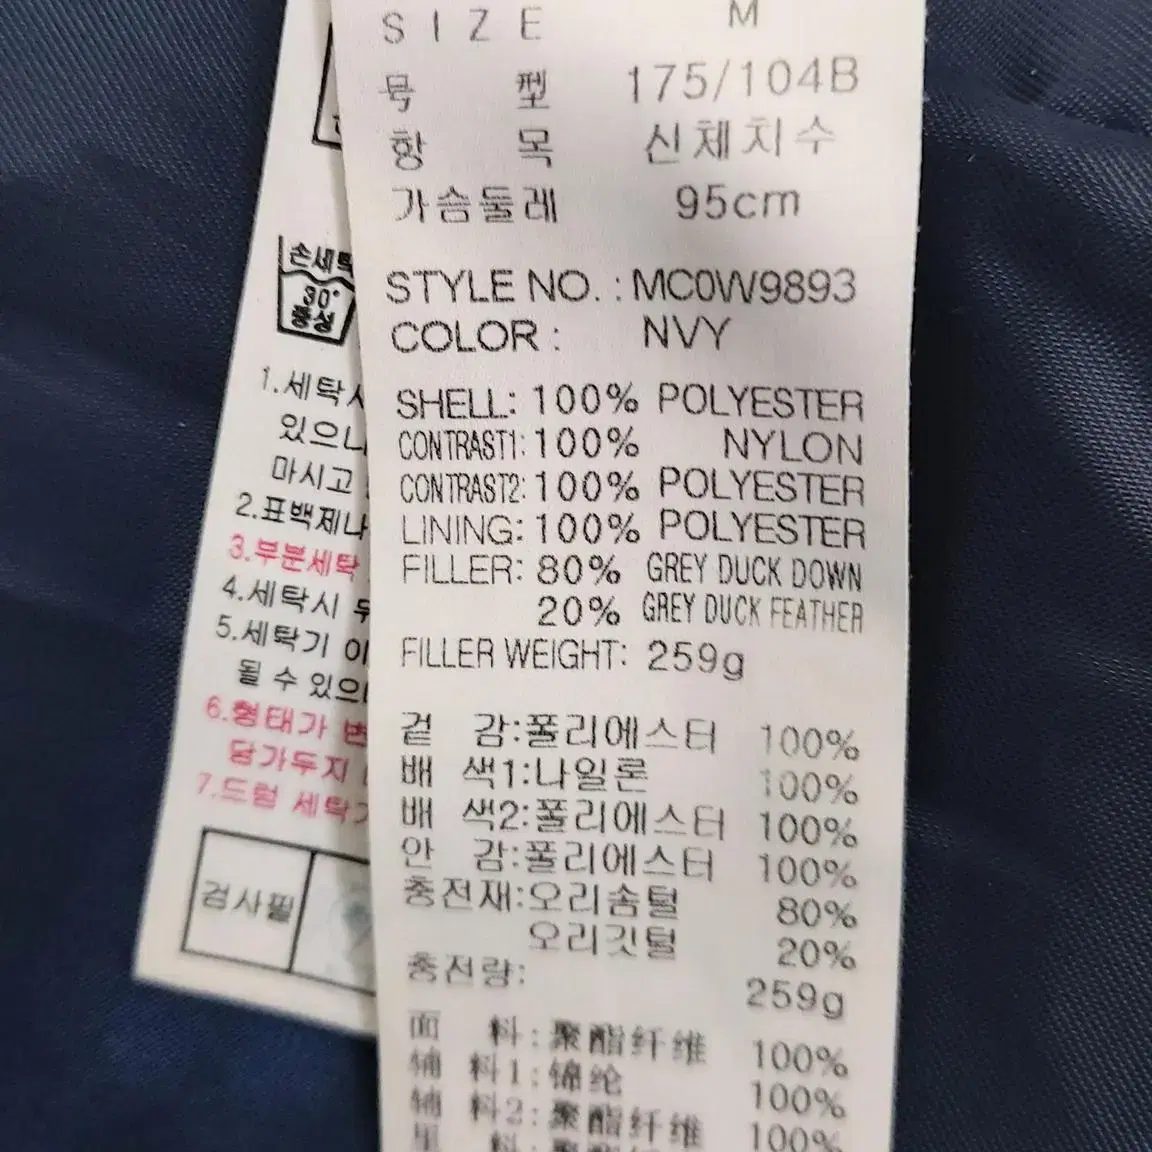 SIZE M
号型 175/104B
항목 신체치수
가슴둘레 95cm
STYLE NO. : MC0W9893
COLOR : NVY
SHELL: 100% POLYESTER
CONTRAST1: 100% NYLON
CONTRAST2: 100% POLYESTER
LINING: 100% POLYESTER
FILLER: 80% GREY DUCK DOWN
20% GREY DUCK FEATHER
FILLER WEIGHT: 259g
겉 감:폴리에스터 100%
배 색1:나일론 100%
배 색2:폴리에스터 100%
안 감:폴리에스터 100%
충전재:오리솜털 80%
오리깃털 20%
충전량: 259g
面 料:聚酯纤维 100%
辅 料1:锦纶 100%
辅 料2:聚酯纤维 100%
里 料: 100%
손세탁
30°
중성
1.세탁시
있으니
마시고
2.표백제나
3.부분세탁
4.세탁시
5.세탁기 이
될 수 있으니
6.형태가 변
담가두지
7.드럼 세탁기
검사필